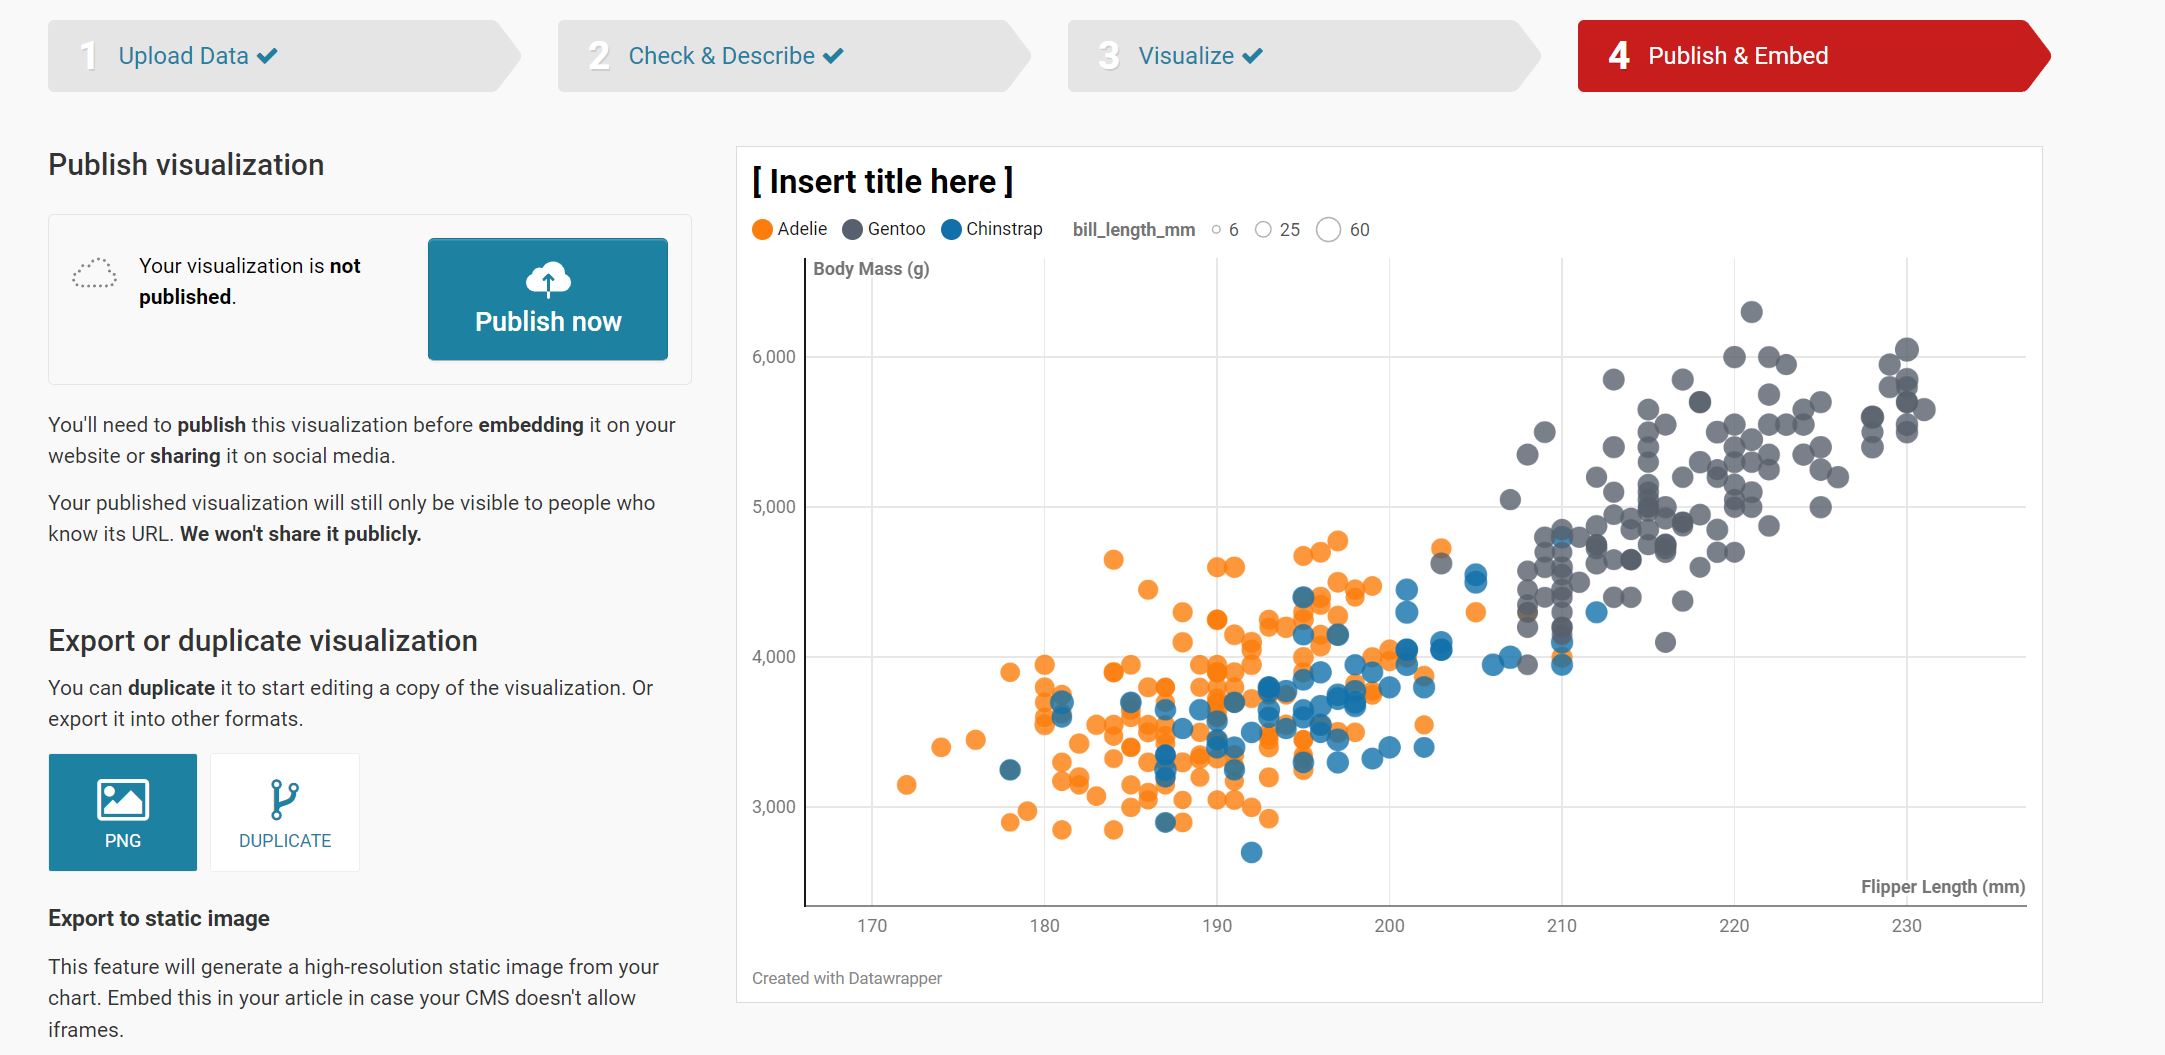 1 Upload Data
2 Check & Describe
3 Visualize
4 Publish & Embed
Publish visualization
Your visualization is not
published.
Publish now
You'll need to publish this visualization before embedding it on your
website or sharing it on social media.
Your published visualization will still only be visible to people who
know its URL. We won't share it publicly.
Export or duplicate visualization
You can duplicate it to start editing a copy of the visualization. Or
export it into other formats.
PNG
DUPLICATE
Export to static image
This feature will generate a high-resolution static image from your
chart. Embed this in your article in case your CMS doesn't allow
iframes.
[ Insert title here ]
Adelie Gentoo Chinstrap bill_length_mm 6 25 60
Body Mass (g)
6,000
5,000
4,000
3,000
Flipper Length (mm)
170 180 190 200 210 220 230
Created with Datawrapper